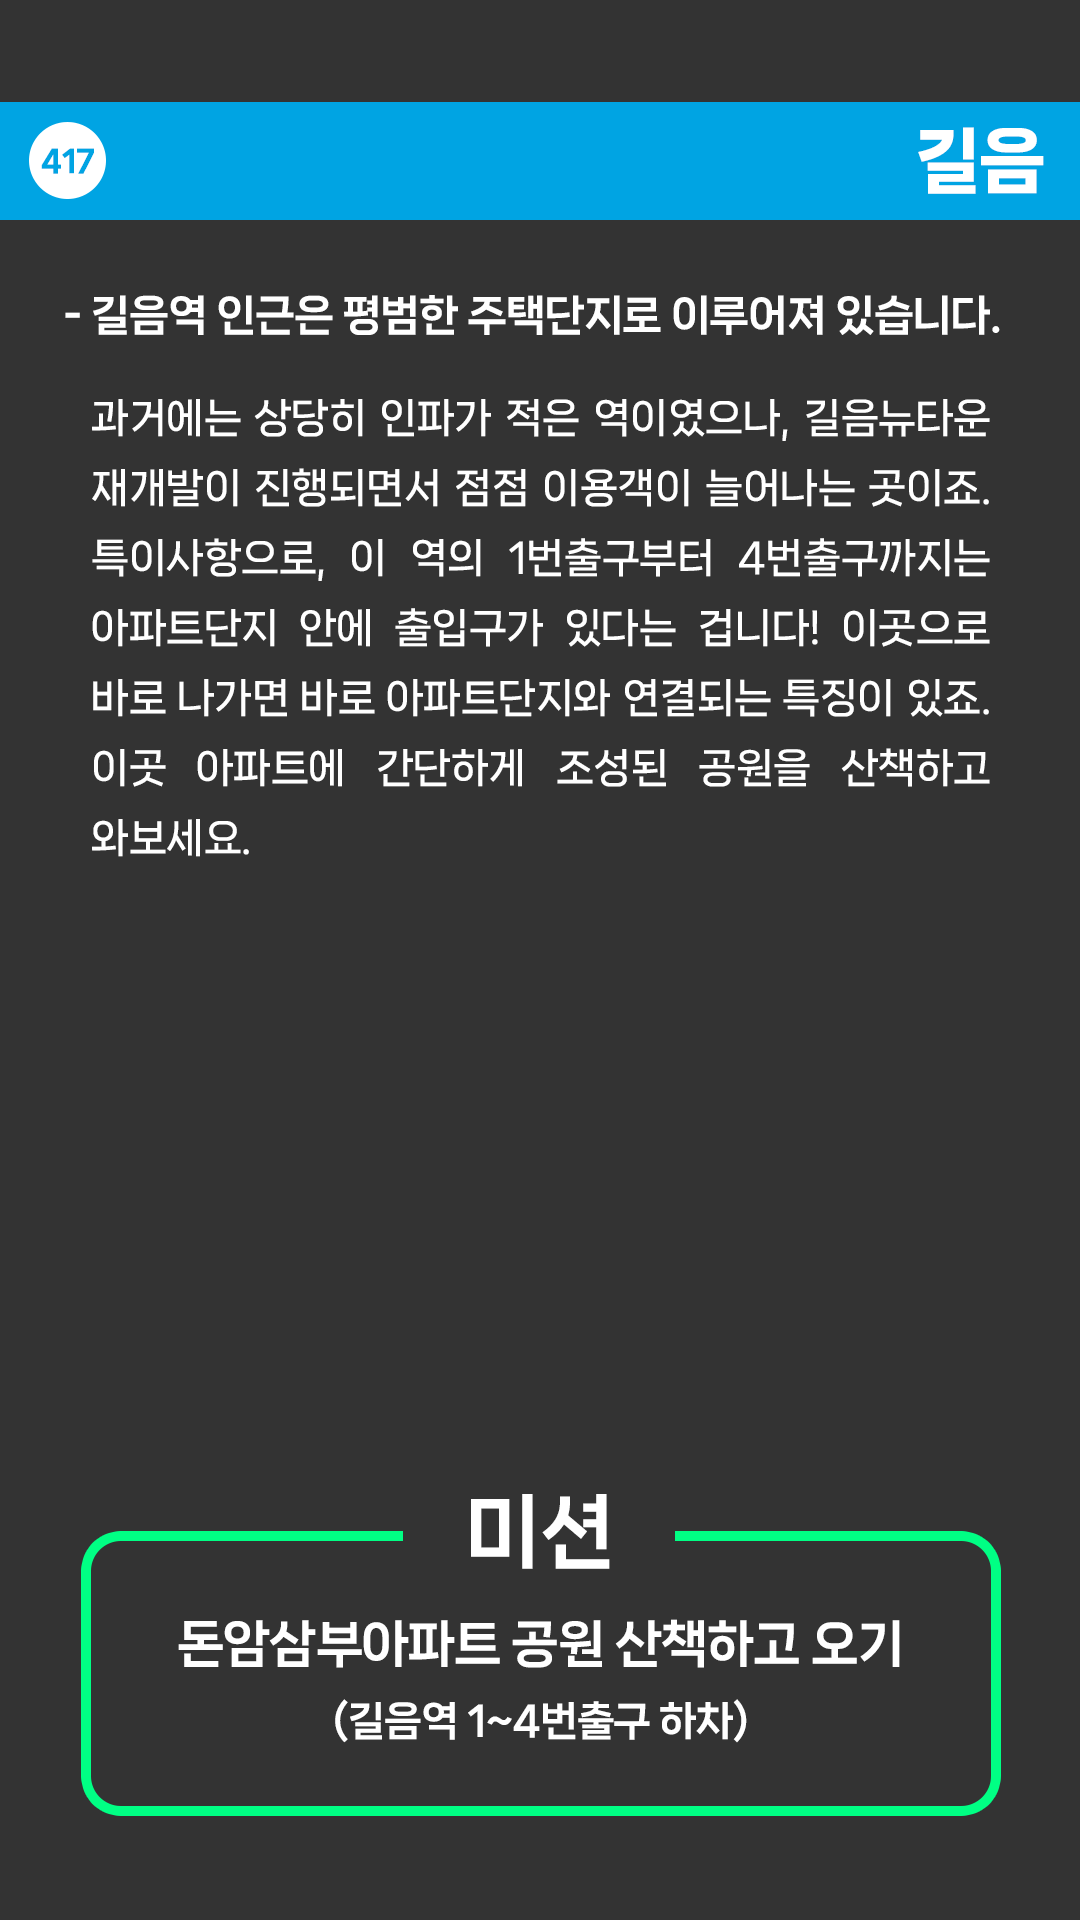 417
길음
- 길음역 인근은 평범한 주택단지로 이루어져 있습니다.
과거에는 상당히 인파가 적은 역이였으나, 길음뉴타운
재개발이 진행되면서 점점 이용객이 늘어나는 곳이죠.
특이사항으로, 이 역의 1번출구부터 4번출구까지는
아파트단지 안에 출입구가 있다는 겁니다! 이곳으로
바로 나가면 바로 아파트단지와 연결되는 특징이 있죠.
이곳 아파트에 간단하게 조성된 공원을 산책하고
와보세요.
미션
돈암삼부아파트 공원 산책하고 오기
(길음역 1~4번출구 하차)